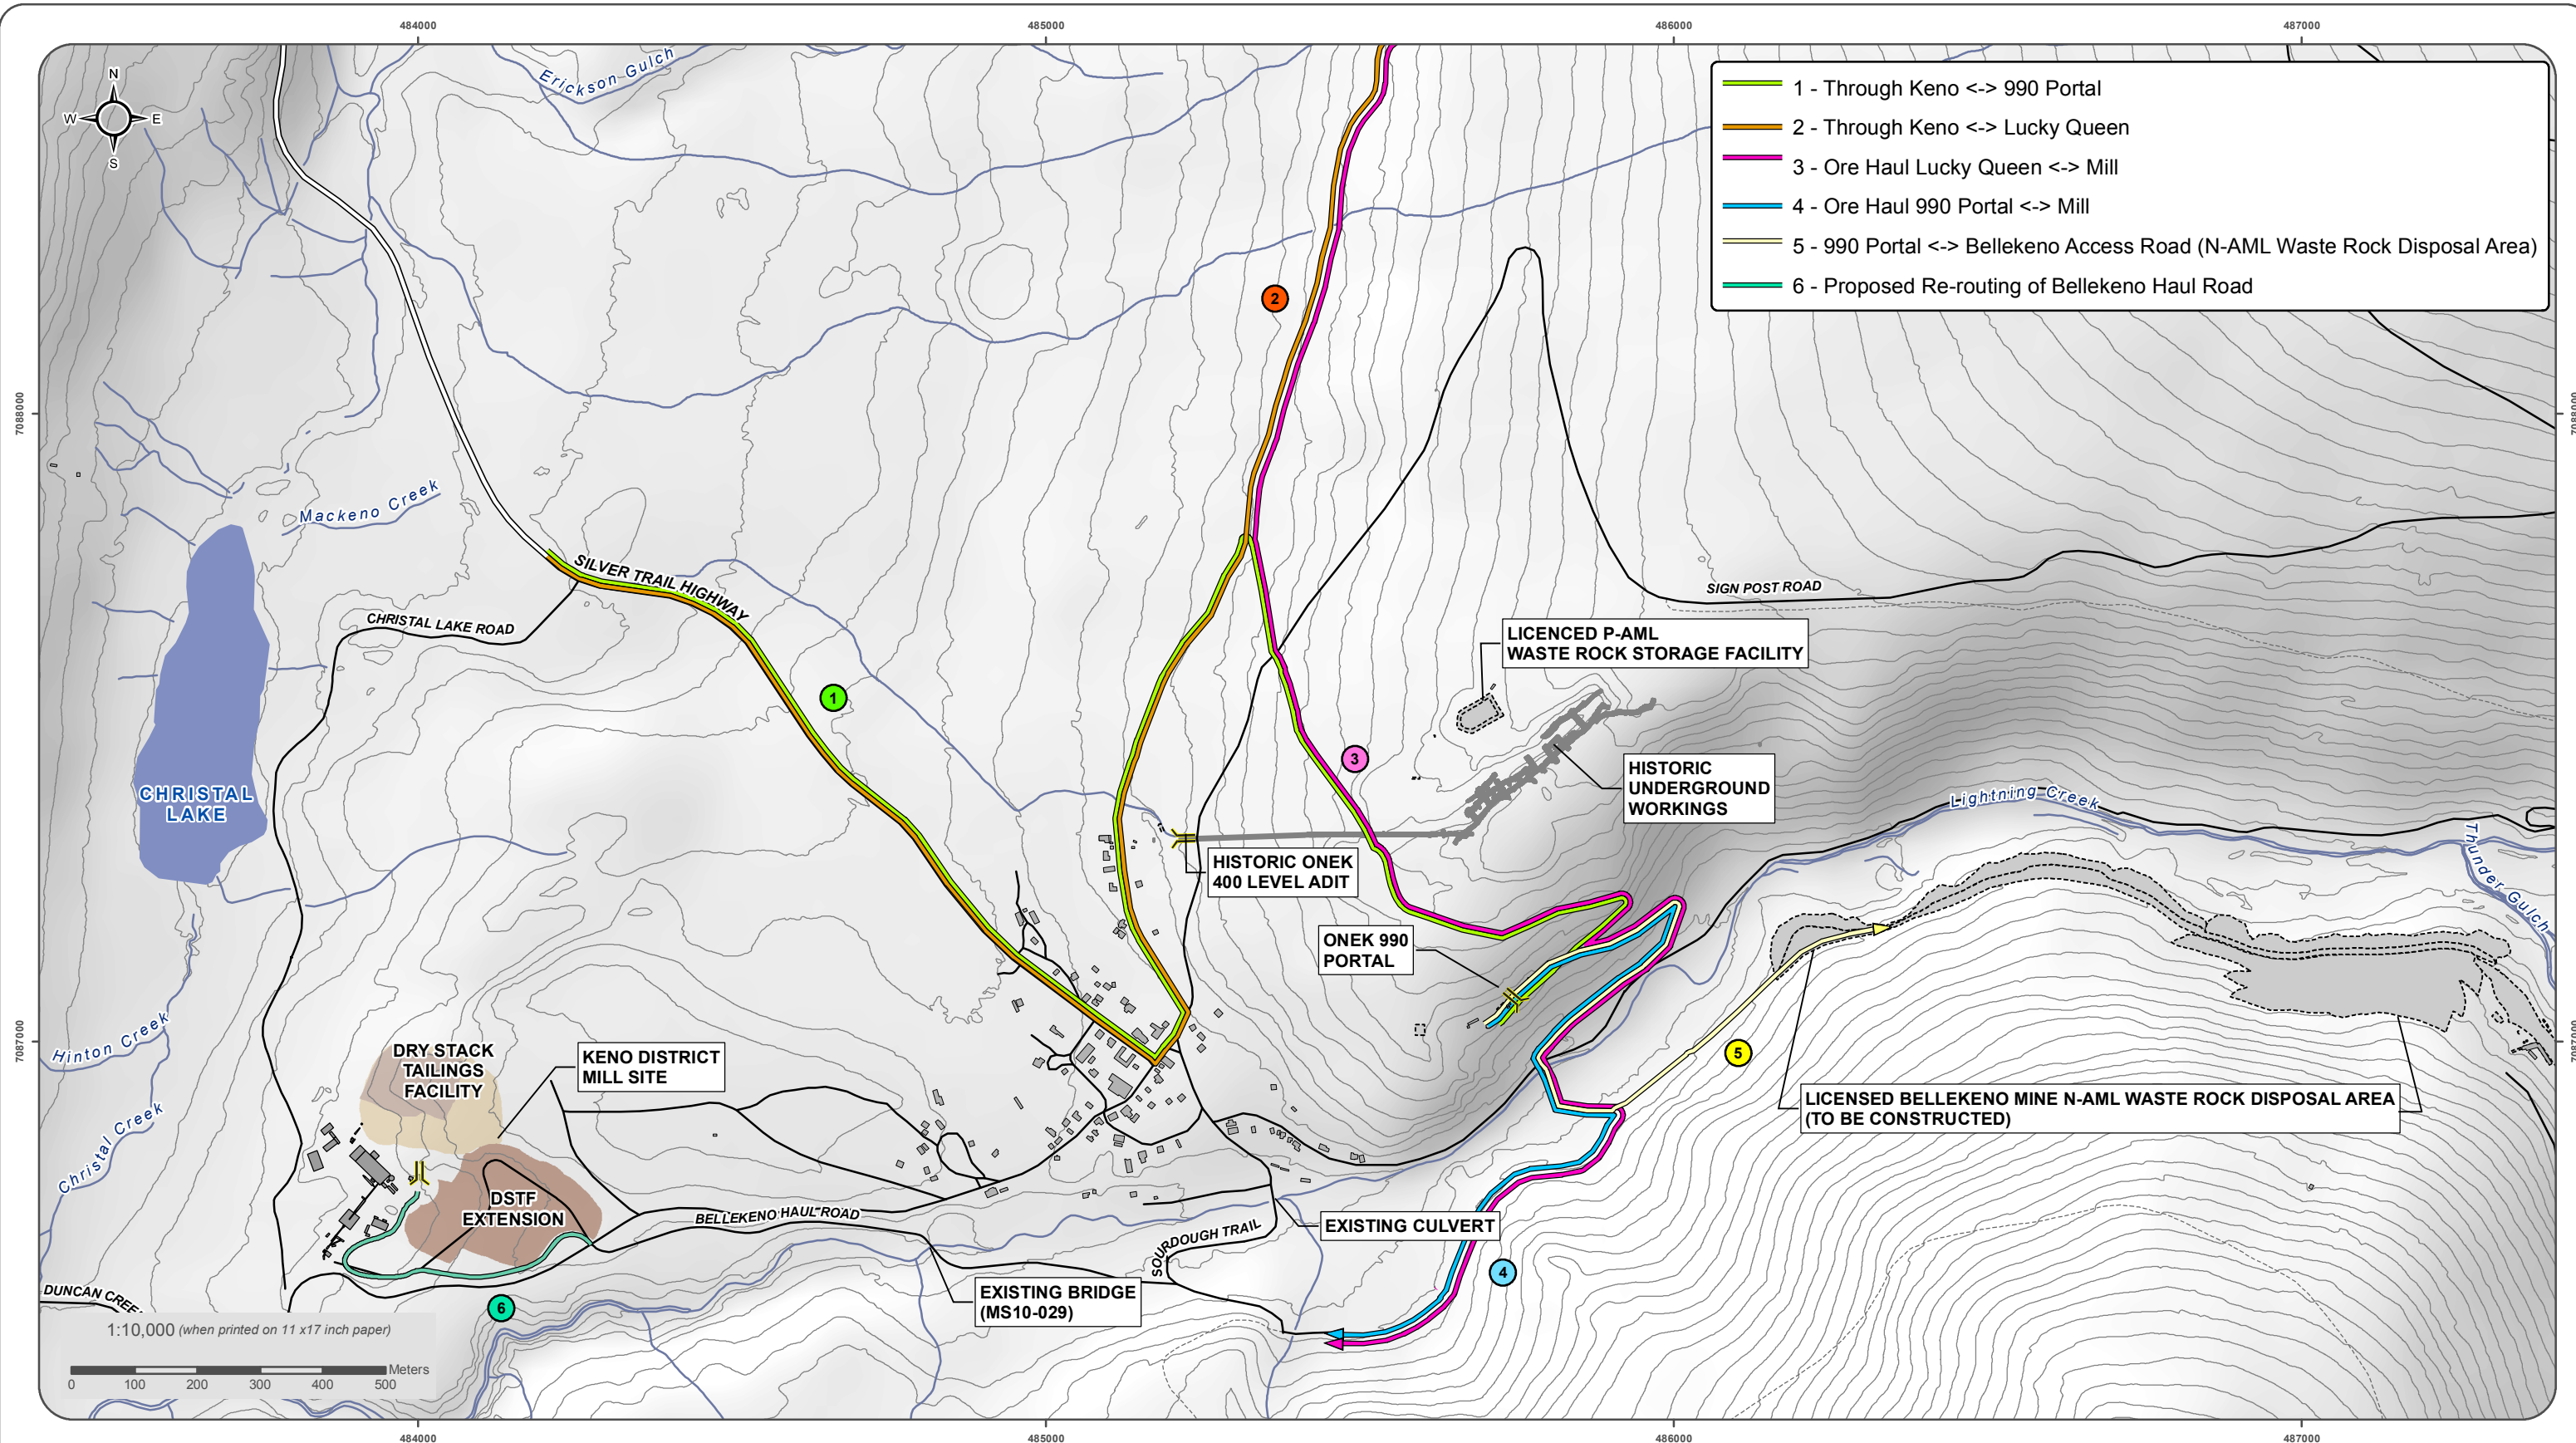 484000
485000
486000
487000
N
W
E
S
Erickson Gulch
1 - Through Keno <-> 990 Portal
2 - Through Keno <-> Lucky Queen
3 - Ore Haul Lucky Queen <-> Mill
4 - Ore Haul 990 Portal <-> Mill
5 - 990 Portal <-> Bellekeno Access Road (N-AML Waste Rock Disposal Area)
6 - Proposed Re-routing of Bellekeno Haul Road
2
7088000
7088000
Mackeno Creek
SILVER TRAIL HIGHWAY
SIGN POST ROAD
CHRISTAL LAKE ROAD
LICENCED P-AML
WASTE ROCK STORAGE FACILITY
1
3
HISTORIC
UNDERGROUND
WORKINGS
CHRISTAL
LAKE
Lightning Creek
Thunder Gulch
HISTORIC ONEK
400 LEVEL ADIT
ONEK 990
PORTAL
7087000
7087000
Hinton Creek
DRY STACK
TAILINGS
FACILITY
KENO DISTRICT
MILL SITE
5
LICENSED BELLEKENO MINE N-AML WASTE ROCK DISPOSAL AREA
(TO BE CONSTRUCTED)
Christal Creek
DSTF
EXTENSION
BELLEKENO HAUL ROAD
EXISTING CULVERT
SOURDOUGH TRAIL
4
EXISTING BRIDGE
(MS10-029)
DUNCAN CREE
6
1:10,000 (when printed on 11 x17 inch paper)
Meters
0 100 200 300 400 500
484000
485000
486000
487000